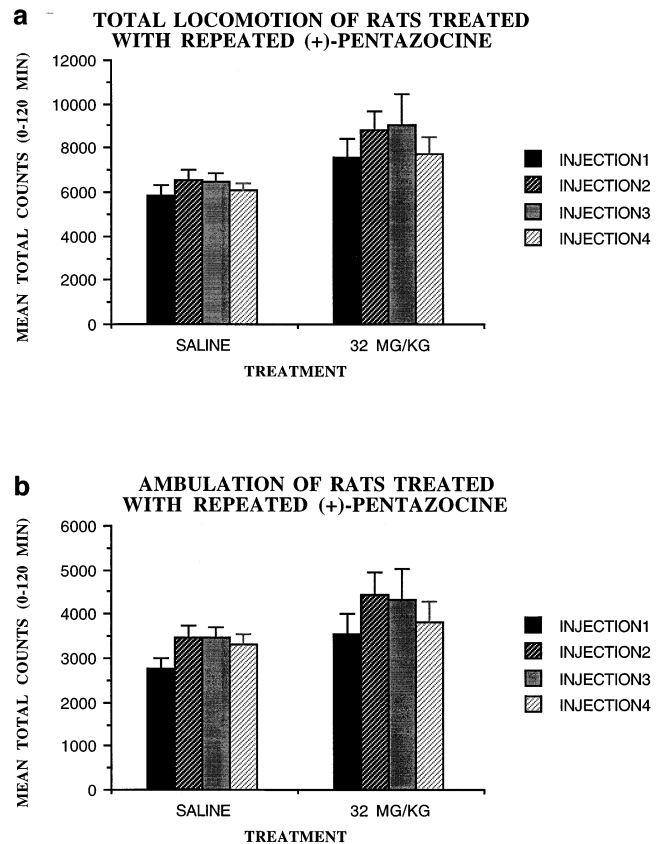 a
TOTAL LOCOMOTION OF RATS TREATED
WITH REPEATED (+)-PENTAZOCINE
MEAN TOTAL COUNTS (0-120 MIN)
12000
10000
8000
6000
4000
2000
0
SALINE
32 MG/KG
TREATMENT
INJECTION1
INJECTION2
INJECTION3
INJECTION4
b
AMBULATION OF RATS TREATED
WITH REPEATED (+)-PENTAZOCINE
MEAN TOTAL COUNTS (0-120 MIN)
6000
5000
4000
3000
2000
1000
0
SALINE
32 MG/KG
TREATMENT
INJECTION1
INJECTION2
INJECTION3
INJECTION4